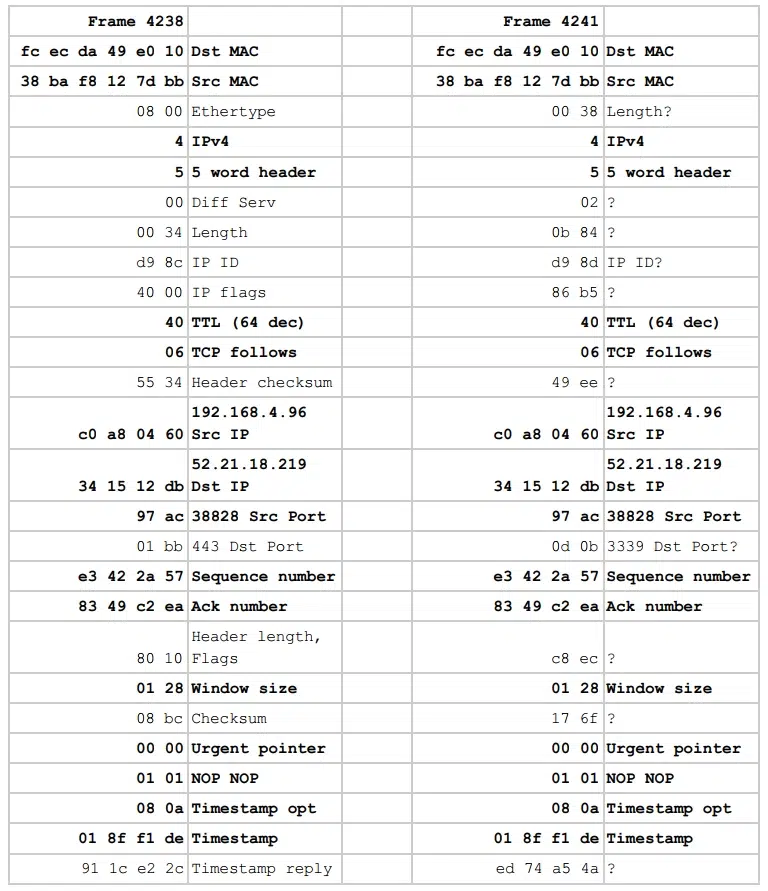 Frame 4238 Frame 4241
fc ec da 49 e0 10 Dst MAC fc ec da 49 e0 10 Dst MAC
38 ba f8 12 7d bb Src MAC 38 ba f8 12 7d bb Src MAC
08 00 Ethertype 00 38 Length?
4 IPv4 4 IPv4
5 5 word header 5 5 word header
00 Diff Serv 02 ?
00 34 Length 0b 84 ?
d9 8c IP ID d9 8d IP ID?
40 00 IP flags 86 b5 ?
40 TTL (64 dec) 40 TTL (64 dec)
06 TCP follows 06 TCP follows
55 34 Header checksum 49 ee ?
192.168.4.96 192.168.4.96
c0 a8 04 60 Src IP c0 a8 04 60 Src IP
52.21.18.219 52.21.18.219
34 15 12 db Dst IP 34 15 12 db Dst IP
97 ac 38828 Src Port 97 ac 38828 Src Port
01 bb 443 Dst Port 0d 0b 3339 Dst Port?
e3 42 2a 57 Sequence number e3 42 2a 57 Sequence number
83 49 c2 ea Ack number 83 49 c2 ea Ack number
Header length,
80 10 Flags c8 ec ?
01 28 Window size 01 28 Window size
08 bc Checksum 17 6f ?
00 00 Urgent pointer 00 00 Urgent pointer
01 01 NOP NOP 01 01 NOP NOP
08 0a Timestamp opt 08 0a Timestamp opt
01 8f f1 de Timestamp 01 8f f1 de Timestamp
91 1c e2 2c Timestamp reply ed 74 a5 4a ?